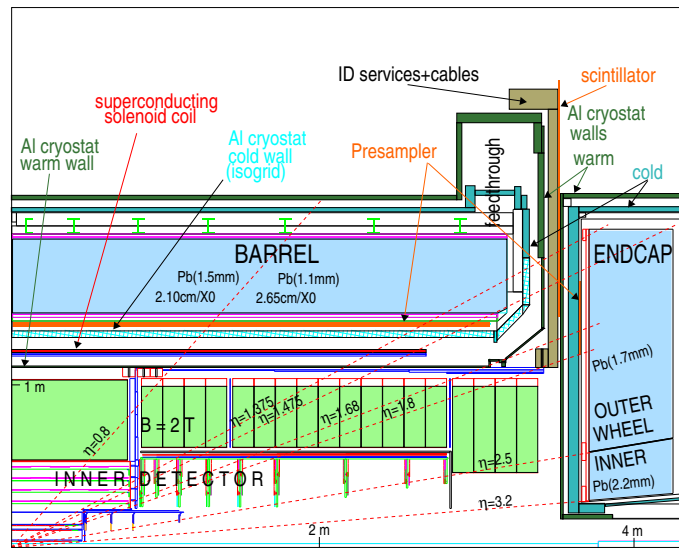 ID services+cables
scintillator
superconducting
solenoid coil
Al cryostat
walls
Al cryostat
warm wall
Al cryostat
cold wall
(isogrid)
Presampler
feedthrough
warm
cold
BARREL
ENDCAP
Pb(1.5mm)
Pb(1.1mm)
2.10cm/X0
2.65cm/X0
Pb(1.7mm)
1 m
B = 2 T
η=0.8
η=1.375
η=1.475
η=1.68
η=1.8
η=2.5
η=3.2
OUTER
WHEEL
INNER
Pb(2.2mm)
INNER DETECTOR
2 m
4 m